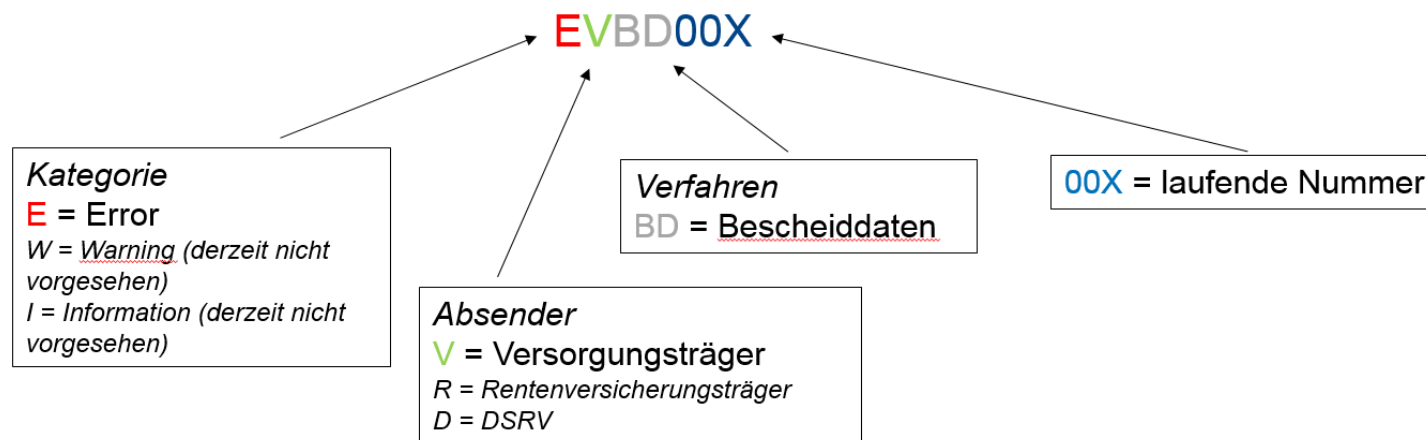 EVBD00X
Kategorie
E = Error
W = Warning (derzeit nicht
vorgesehen)
I = Information (derzeit nicht
vorgesehen)
Absender
V = Versorgungsträger
R = Rentenversicherungsträger
D = DSRV
Verfahren
BD = Bescheiddaten
00X = laufende Nummer